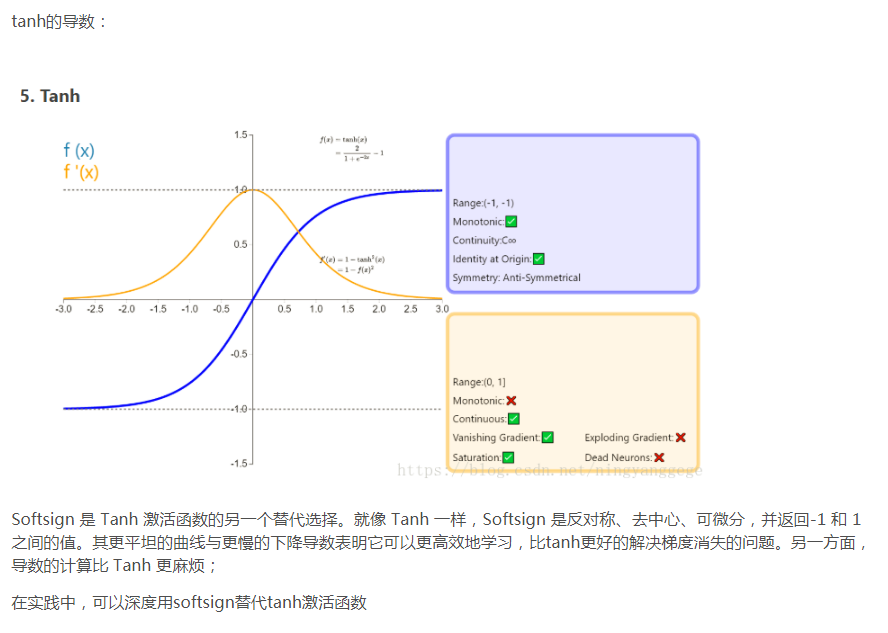 tanh的导数：
5. Tanh
f (x)
f '(x)
f(x) = tanh(x)
= 2 / (1 + e^{-2x}) - 1
f'(x) = 1 - tanh²(x)
= 1 - f(x)²
1.5
1.0
0.5
-3.0 -2.5 -2.0 -1.5 -1.0 -0.5 0.5 1.0 1.5 2.0 2.5 3.0
-0.5
-1.0
-1.5
Range:(-1, -1)
Monotonic:✅
Continuity:C∞
Identity at Origin:✅
Symmetry: Anti-Symmetrical
Range:(0, 1]
Monotonic:❌
Continuous:✅
Vanishing Gradient:✅ Exploding Gradient:❌
Saturation:✅ Dead Neurons:❌
https://blog.csdn.net/ningyanggege
Softsign 是 Tanh 激活函数的另一个替代选择。就像 Tanh 一样，Softsign 是反对称、去中心、可微分，并返回-1 和 1
之间的值。其更平坦的曲线与更慢的下降导数表明它可以更高效地学习，比tanh更好的解决梯度消失的问题。另一方面，
导数的计算比 Tanh 更麻烦；
在实践中，可以深度用softsign替代tanh激活函数